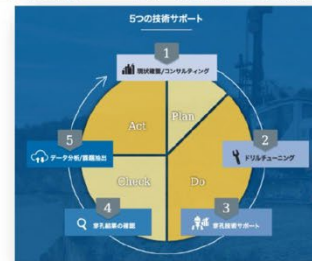 5つの技術サポート
1
現状確認/コンサルティング
Plan
Act
5
データ分析/課題抽出
2
ドリルチューニング
Check
Do
4
穿孔結果の確認
3
穿孔技術サポート